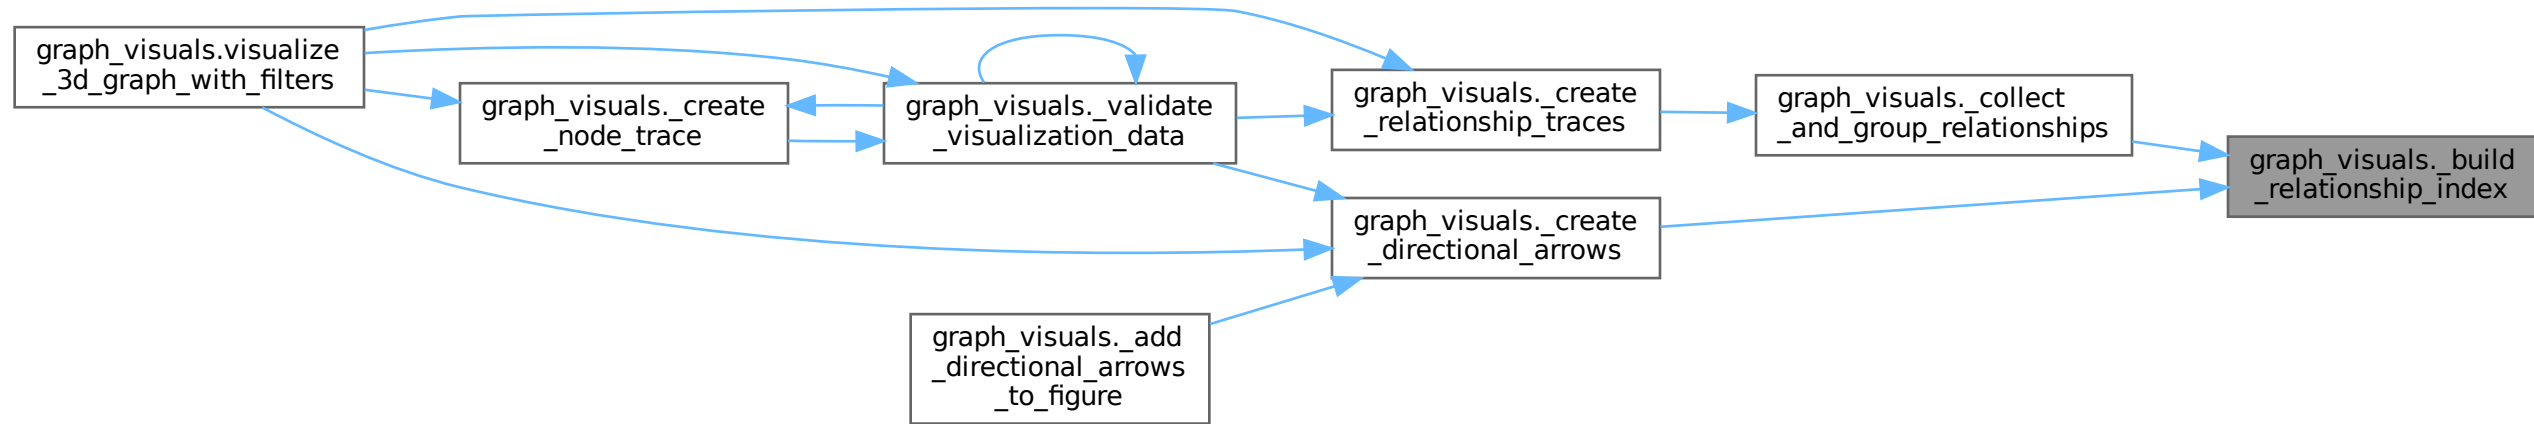 graph_visuals.visualize
_3d_graph_with_filters
graph_visuals._create
_node_trace
graph_visuals._validate
_visualization_data
graph_visuals._create
_relationship_traces
graph_visuals._collect
_and_group_relationships
graph_visuals._build
_relationship_index
graph_visuals._create
_directional_arrows
graph_visuals._add
_directional_arrows
_to_figure